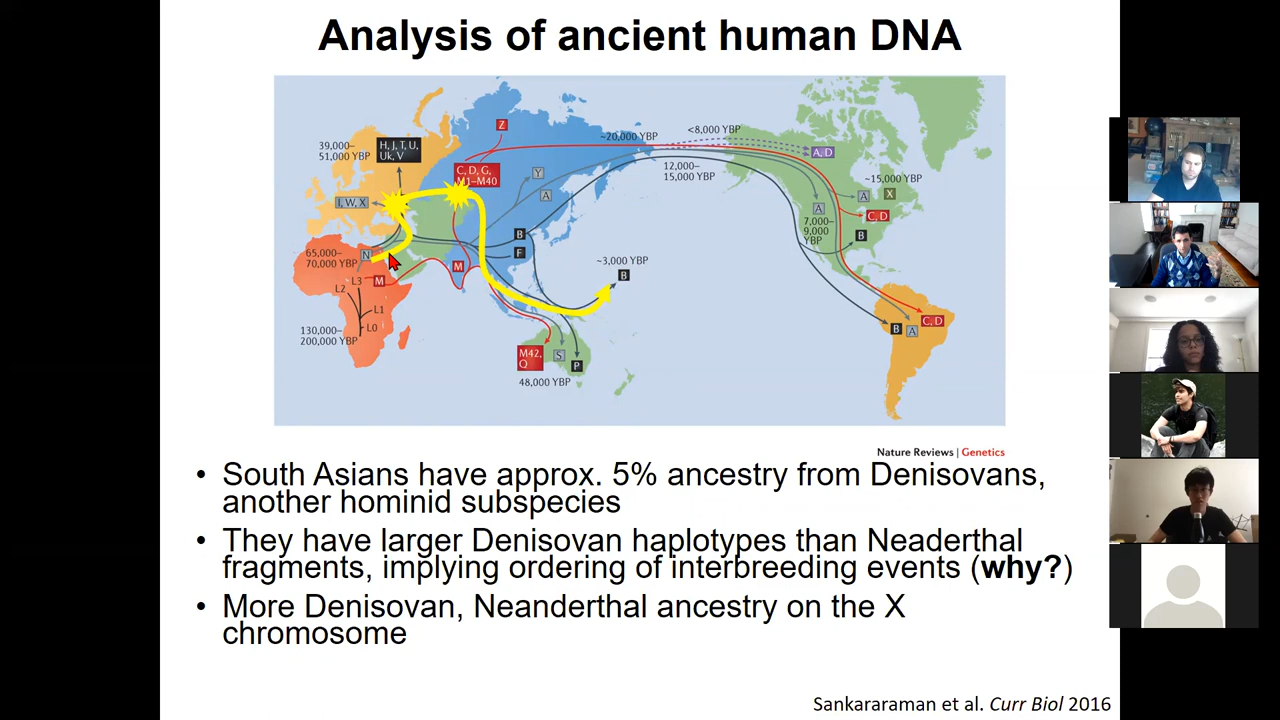 Analysis of ancient human DNA
Z
~20,000 YBP
<8,000 YBP
39,000–
51,000 YBP
H, J, T, U,
Uk, V
A, D
C, D, G,
M1–M40
12,000–
15,000 YBP
Y
~15,000 YBP
A
A
X
I, W, X
A
C, D
7,000–
9,000
YBP
B
B
65,000–
70,000 YBP
N
F
M
~3,000 YBP
B
L3
M
L2
L1
L0
130,000–
200,000 YBP
B
A
C, D
M42,
Q
S
P
48,000 YBP
Nature Reviews | Genetics
• South Asians have approx. 5% ancestry from Denisovans,
another hominid subspecies
• They have larger Denisovan haplotypes than Neaderthal
fragments, implying ordering of interbreeding events (why?)
• More Denisovan, Neanderthal ancestry on the X
chromosome
Sankararaman et al. Curr Biol 2016